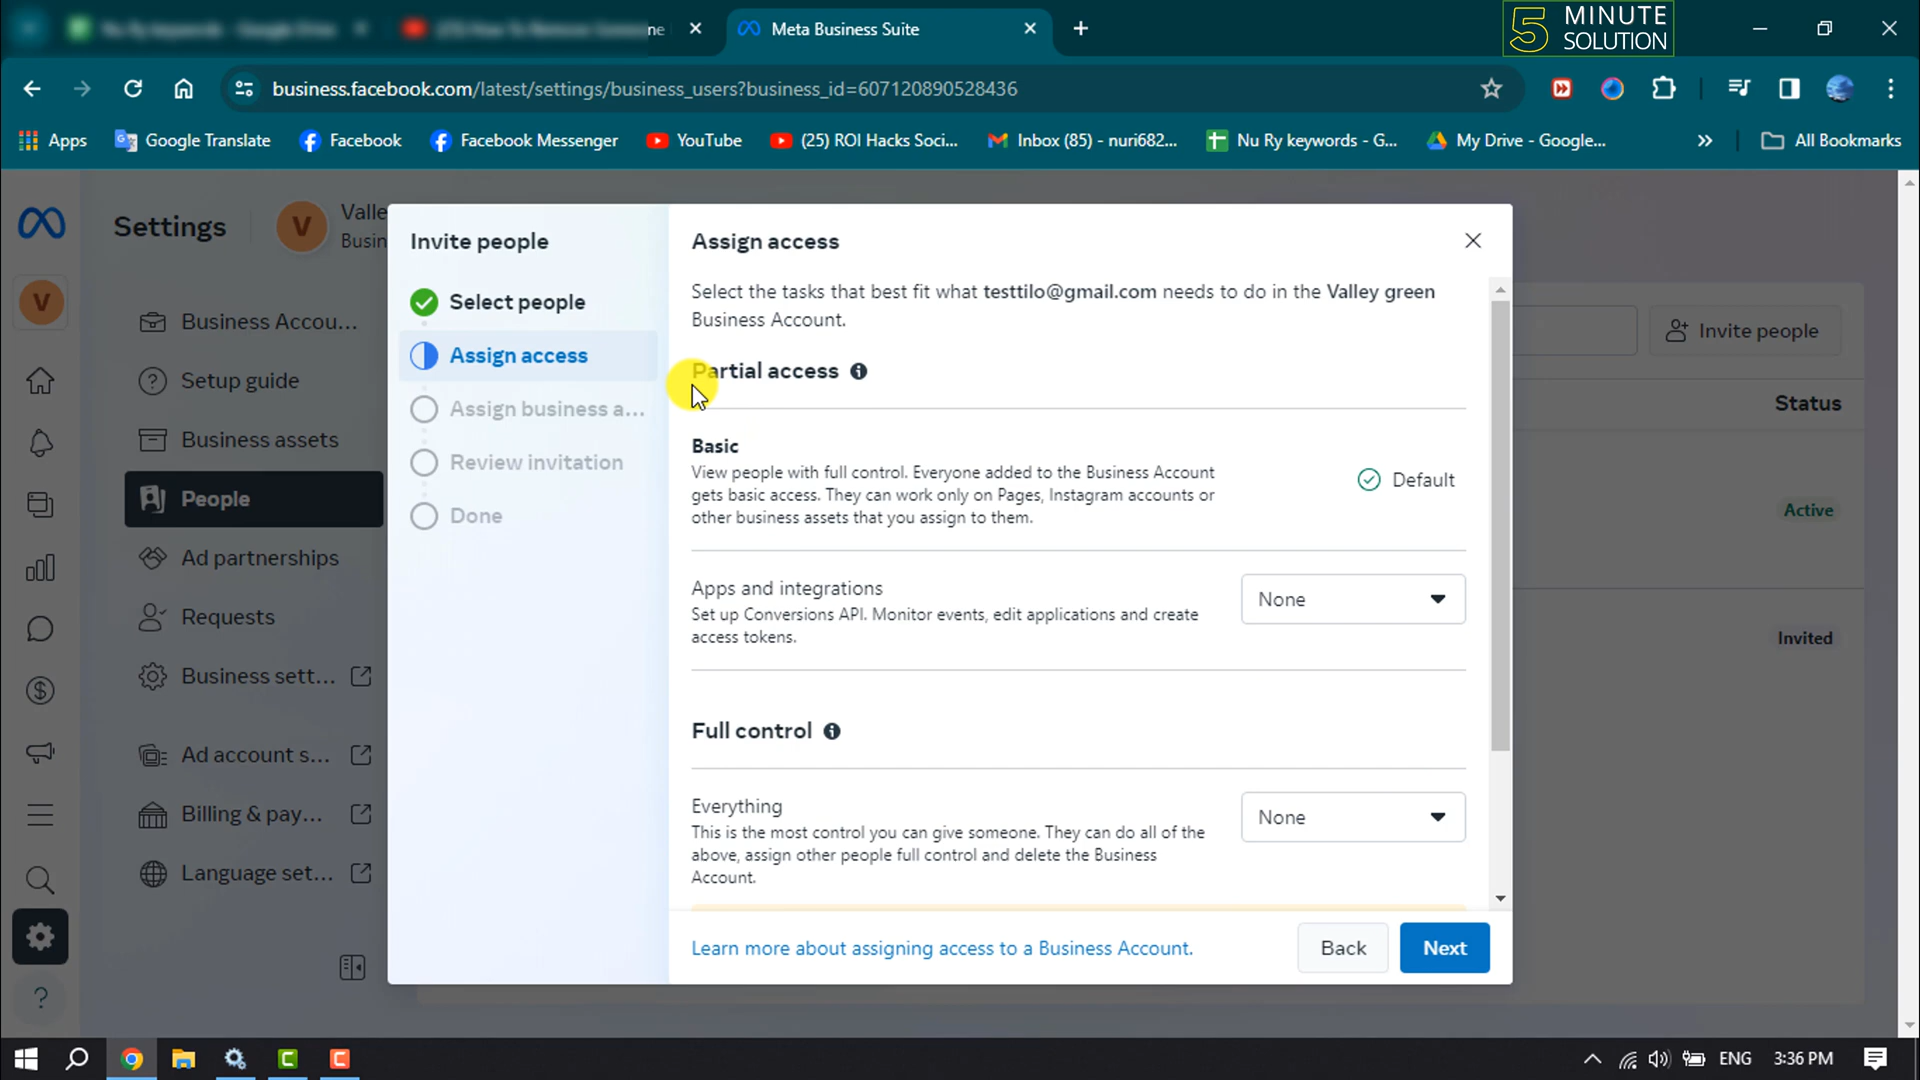 5 MINUTE
SOLUTION
Nu Ry keywords - Google Drive
Meta Business Suite
business.facebook.com/latest/settings/business_users?business_id=607120890528436
Apps
Google Translate
Facebook
Facebook Messenger
YouTube
(25) ROI Hacks Soci...
Inbox (85) - nuri682...
Nu Ry keywords - G...
My Drive - Google...
All Bookmarks
Settings
V
Valle
Busin
V
Business Accou...
Setup guide
Business assets
People
Ad partnerships
Requests
Business sett...
Ad account s...
Billing & pay...
Language set...
Invite people
Select people
Assign access
Assign business a...
Review invitation
Done
Assign access
Select the tasks that best fit what testtilo@gmail.com needs to do in the Valley green
Business Account.
Partial access
Basic
View people with full control. Everyone added to the Business Account
gets basic access. They can work only on Pages, Instagram accounts or
other business assets that you assign to them.
Default
Apps and integrations
Set up Conversions API. Monitor events, edit applications and create
access tokens.
None
Full control
Everything
This is the most control you can give someone. They can do all of the
above, assign other people full control and delete the Business
Account.
None
Learn more about assigning access to a Business Account.
Back
Next
Invite people
Status
Active
Invited
ENG
3:36 PM